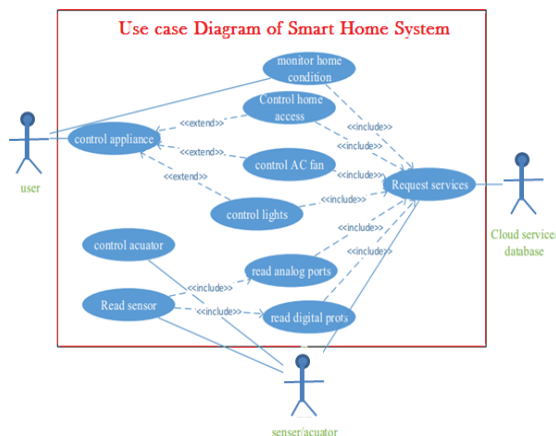 Use case Diagram of Smart Home System
monitor home
condition
Control home
access
<<extend>>
<<include>>
control appliance
<<extend>>
control AC fan
<<include>>
<<include>>
Request services
user
<<extend>>
control lights
<<include>>
Cloud service/
database
control acuator
<<include>>
read analog ports
<<include>>
Read sensor
<<include>>
<<include>>
read digital prots
senser/acuator